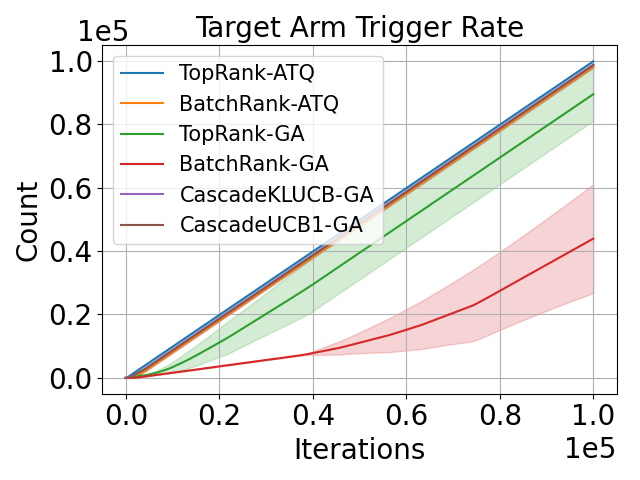 Target Arm Trigger Rate
1e5
1.0
0.8
0.6
0.4
0.2
0.0
Count
TopRank-ATQ
BatchRank-ATQ
TopRank-GA
BatchRank-GA
CascadeKLUCB-GA
CascadeUCB1-GA
0.0 0.2 0.4 0.6 0.8 1.0
Iterations
1e5